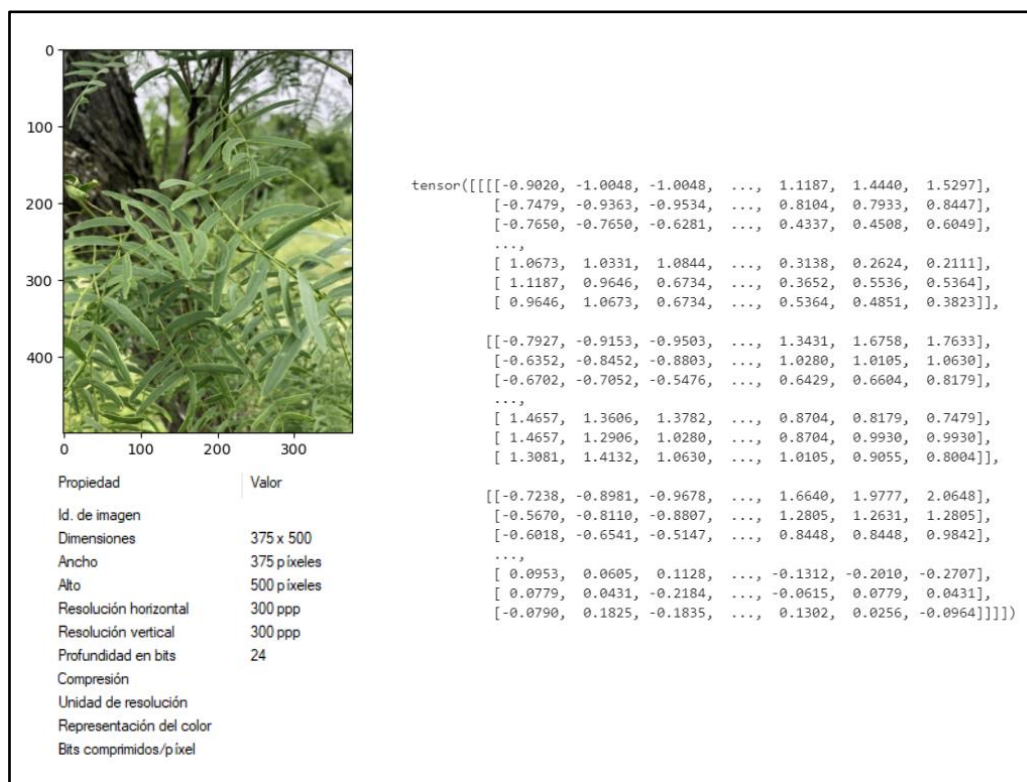 0
100
200
300
400
0 100 200 300
Propiedad Valor
Id. de imagen
Dimensiones 375 x 500
Ancho 375 píxeles
Alto 500 píxeles
Resolución horizontal 300 ppp
Resolución vertical 300 ppp
Profundidad en bits 24
Compresión
Unidad de resolución
Representación del color
Bits comprimidos/píxel
tensor([[[[-0.9020, -1.0048, -1.0048, ..., 1.1187, 1.4440, 1.5297],
[-0.7479, -0.9363, -0.9534, ..., 0.8104, 0.7933, 0.8447],
[-0.7650, -0.7650, -0.6281, ..., 0.4337, 0.4508, 0.6049],
...,
[ 1.0673, 1.0331, 1.0844, ..., 0.3138, 0.2624, 0.2111],
[ 1.1187, 0.9646, 0.6734, ..., 0.3652, 0.5536, 0.5364],
[ 0.9646, 1.0673, 0.6734, ..., 0.5364, 0.4851, 0.3823]],
[[-0.7927, -0.9153, -0.9503, ..., 1.3431, 1.6758, 1.7633],
[-0.6352, -0.8452, -0.8803, ..., 1.0280, 1.0105, 1.0630],
[-0.6702, -0.7052, -0.5476, ..., 0.6429, 0.6604, 0.8179],
...,
[ 1.4657, 1.3606, 1.3782, ..., 0.8704, 0.8179, 0.7479],
[ 1.4657, 1.2906, 1.0280, ..., 0.8704, 0.9930, 0.9930],
[ 1.3081, 1.4132, 1.0630, ..., 1.0105, 0.9055, 0.8004]],
[[-0.7238, -0.8981, -0.9678, ..., 1.6640, 1.9777, 2.0648],
[-0.5670, -0.8110, -0.8807, ..., 1.2805, 1.2631, 1.2805],
[-0.6018, -0.6541, -0.5147, ..., 0.8448, 0.8448, 0.9842],
...,
[ 0.0953, 0.0605, 0.1128, ..., -0.1312, -0.2010, -0.2707],
[ 0.0779, 0.0431, -0.2184, ..., -0.0615, 0.0779, 0.0431],
[-0.0790, 0.1825, -0.1835, ..., 0.1302, 0.0256, -0.0964]]]])